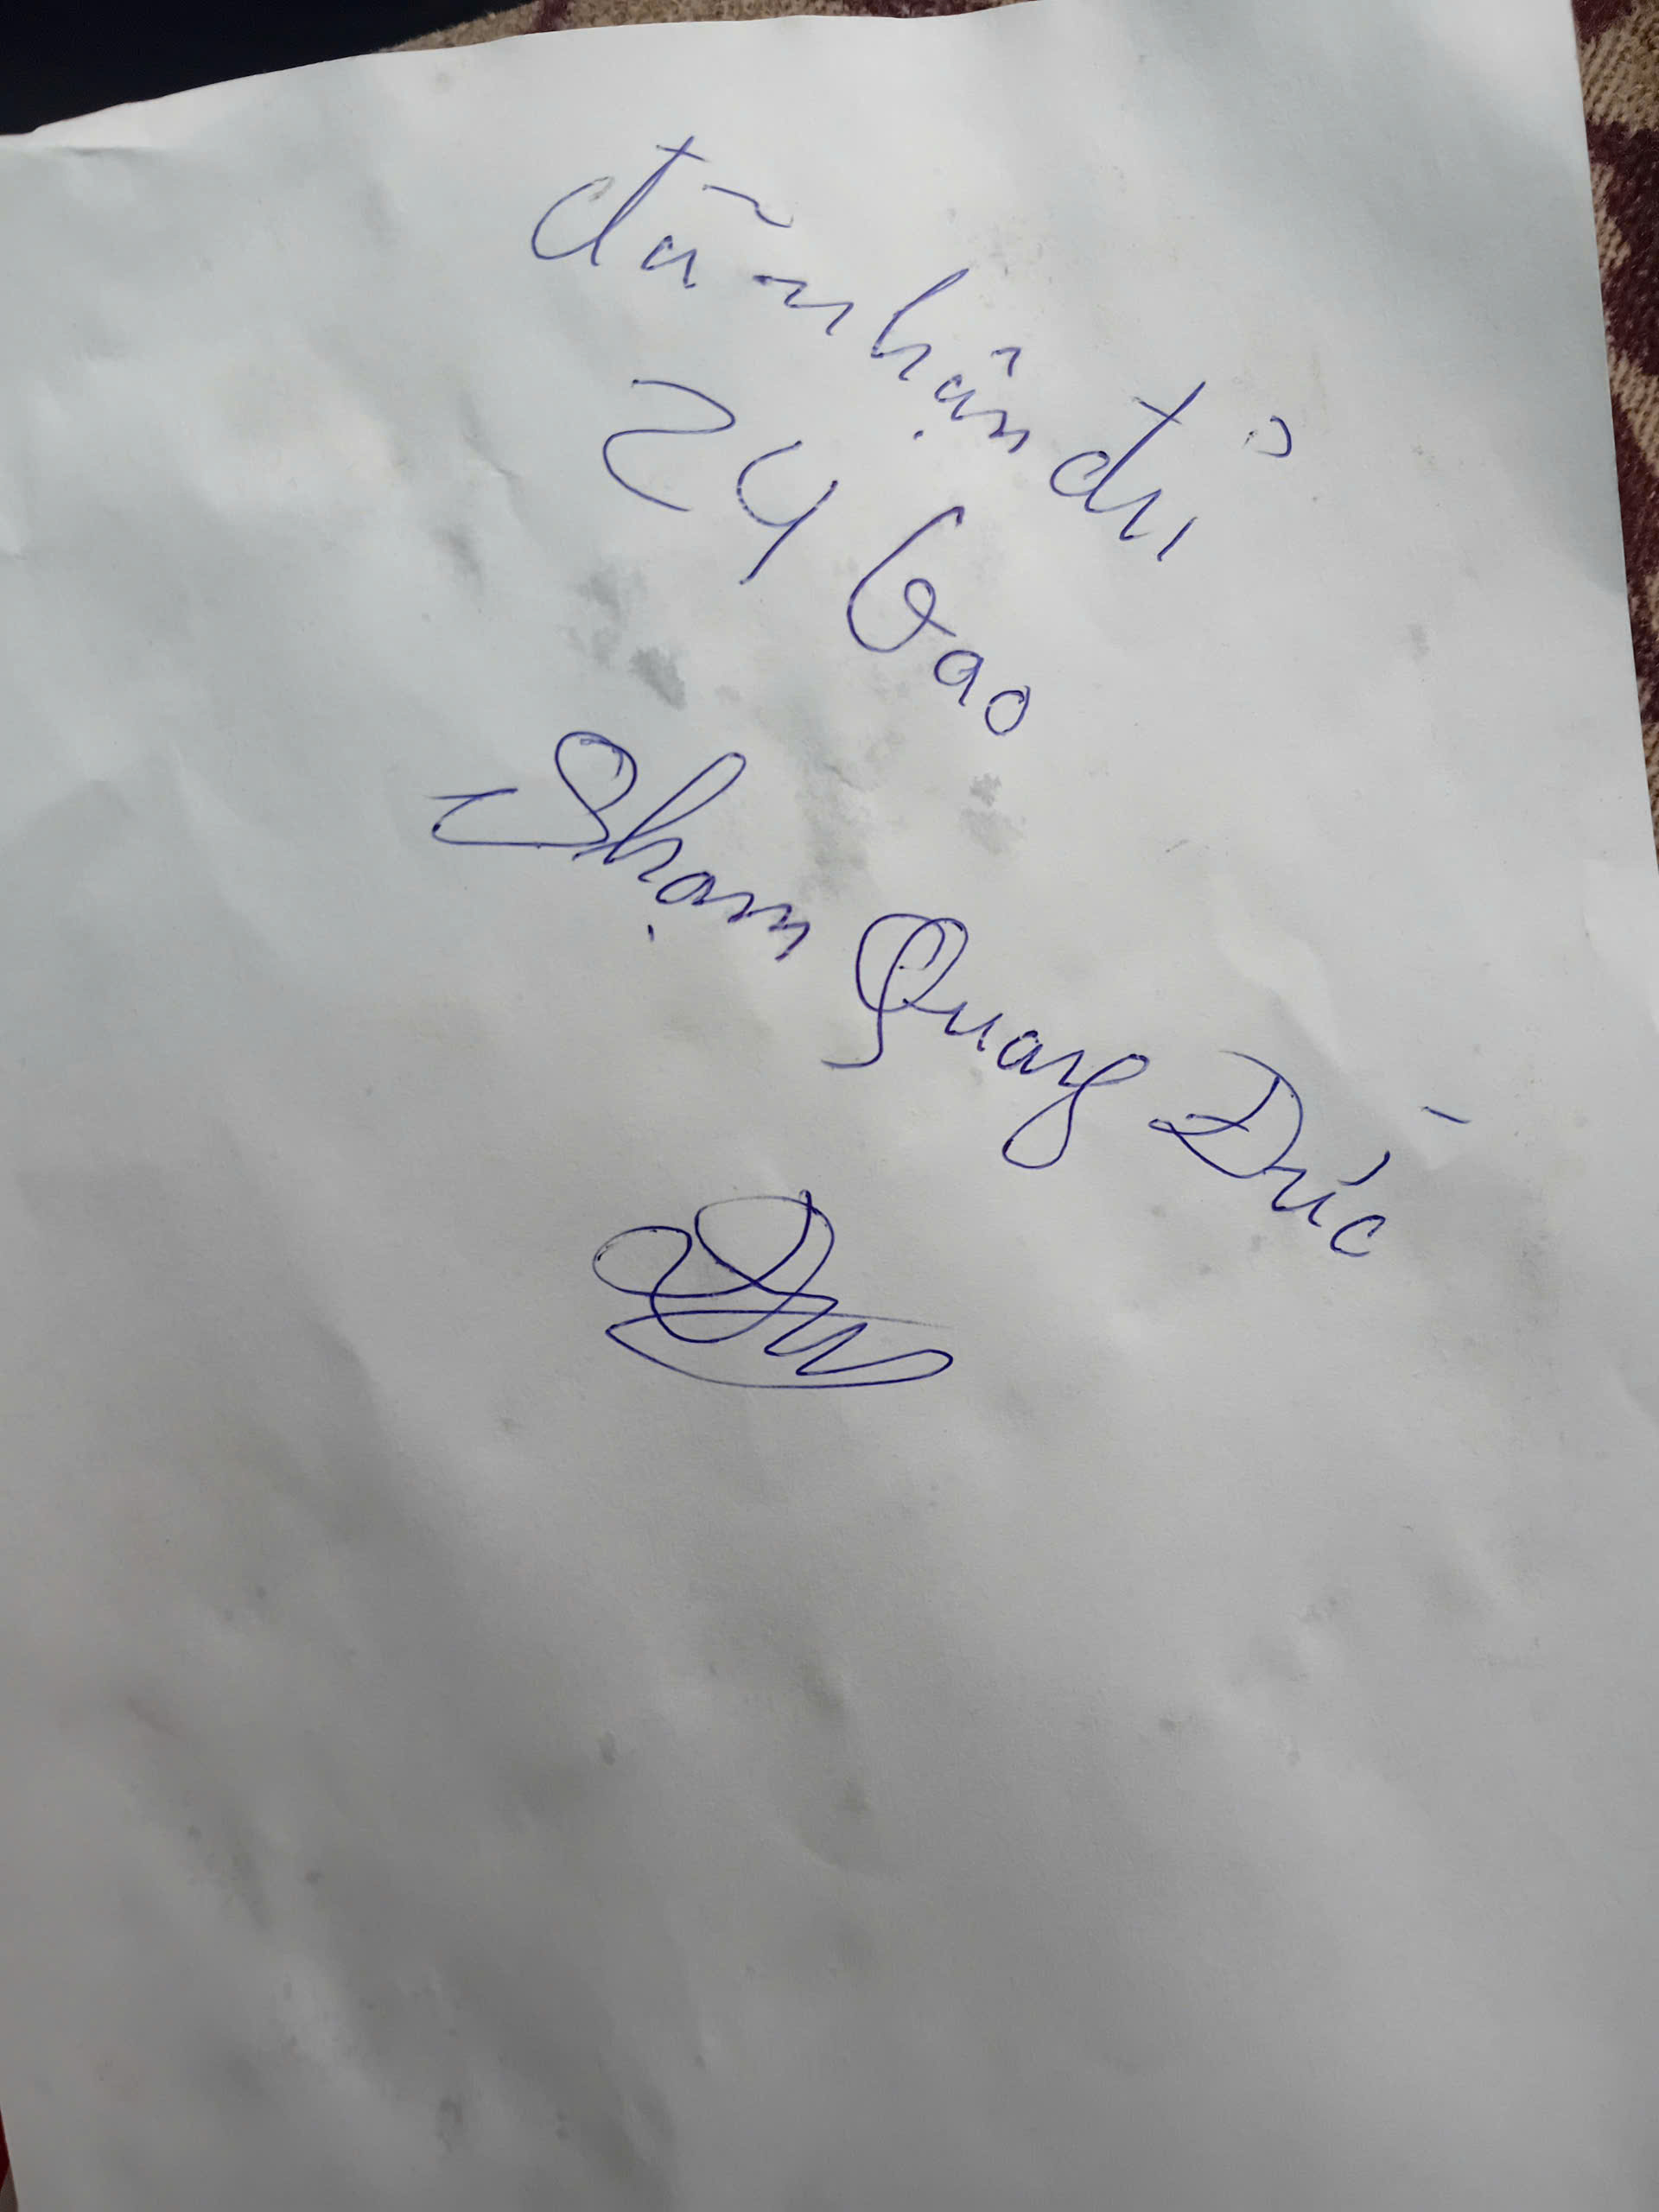 đã nhận đủ
24 bao
Phạm Quang Đức